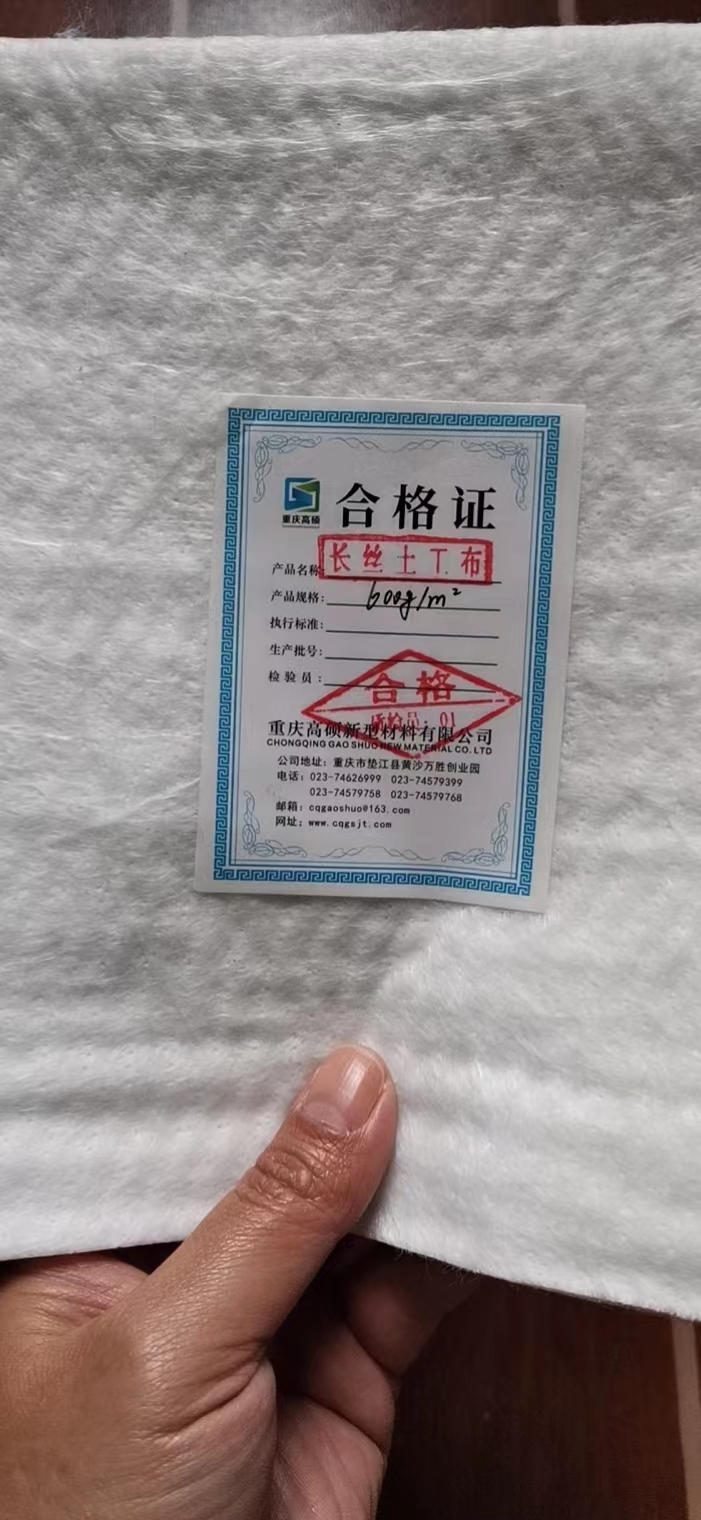 重庆高硕
合格证
产品名称:
长丝土工布
产品规格: 600g/m²
执行标准:
生产批号:
检验员:
合格
质检员:01
重庆高硕新型材料有限公司
CHONGQING GAO SHUO NEW MATERIAL CO. LTD
公司地址:重庆市垫江县黄沙万胜创业园
电话:023-74626999 023-74579399
023-74579758 023-74579768
邮箱:cqgaoshuo@163.com
网址:www.cqgsjt.com